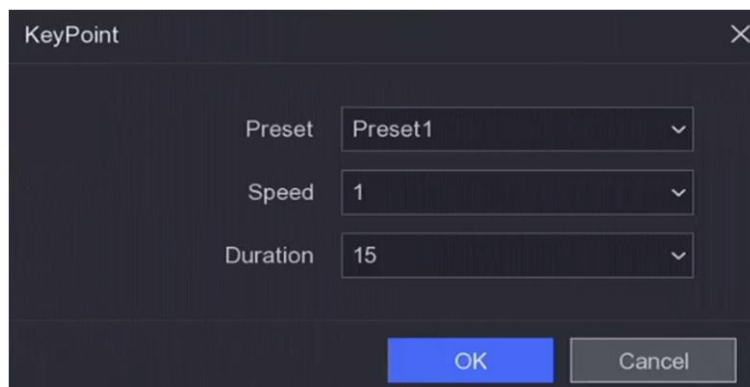 KeyPoint
Preset Preset1
Speed 1
Duration 15
OK Cancel